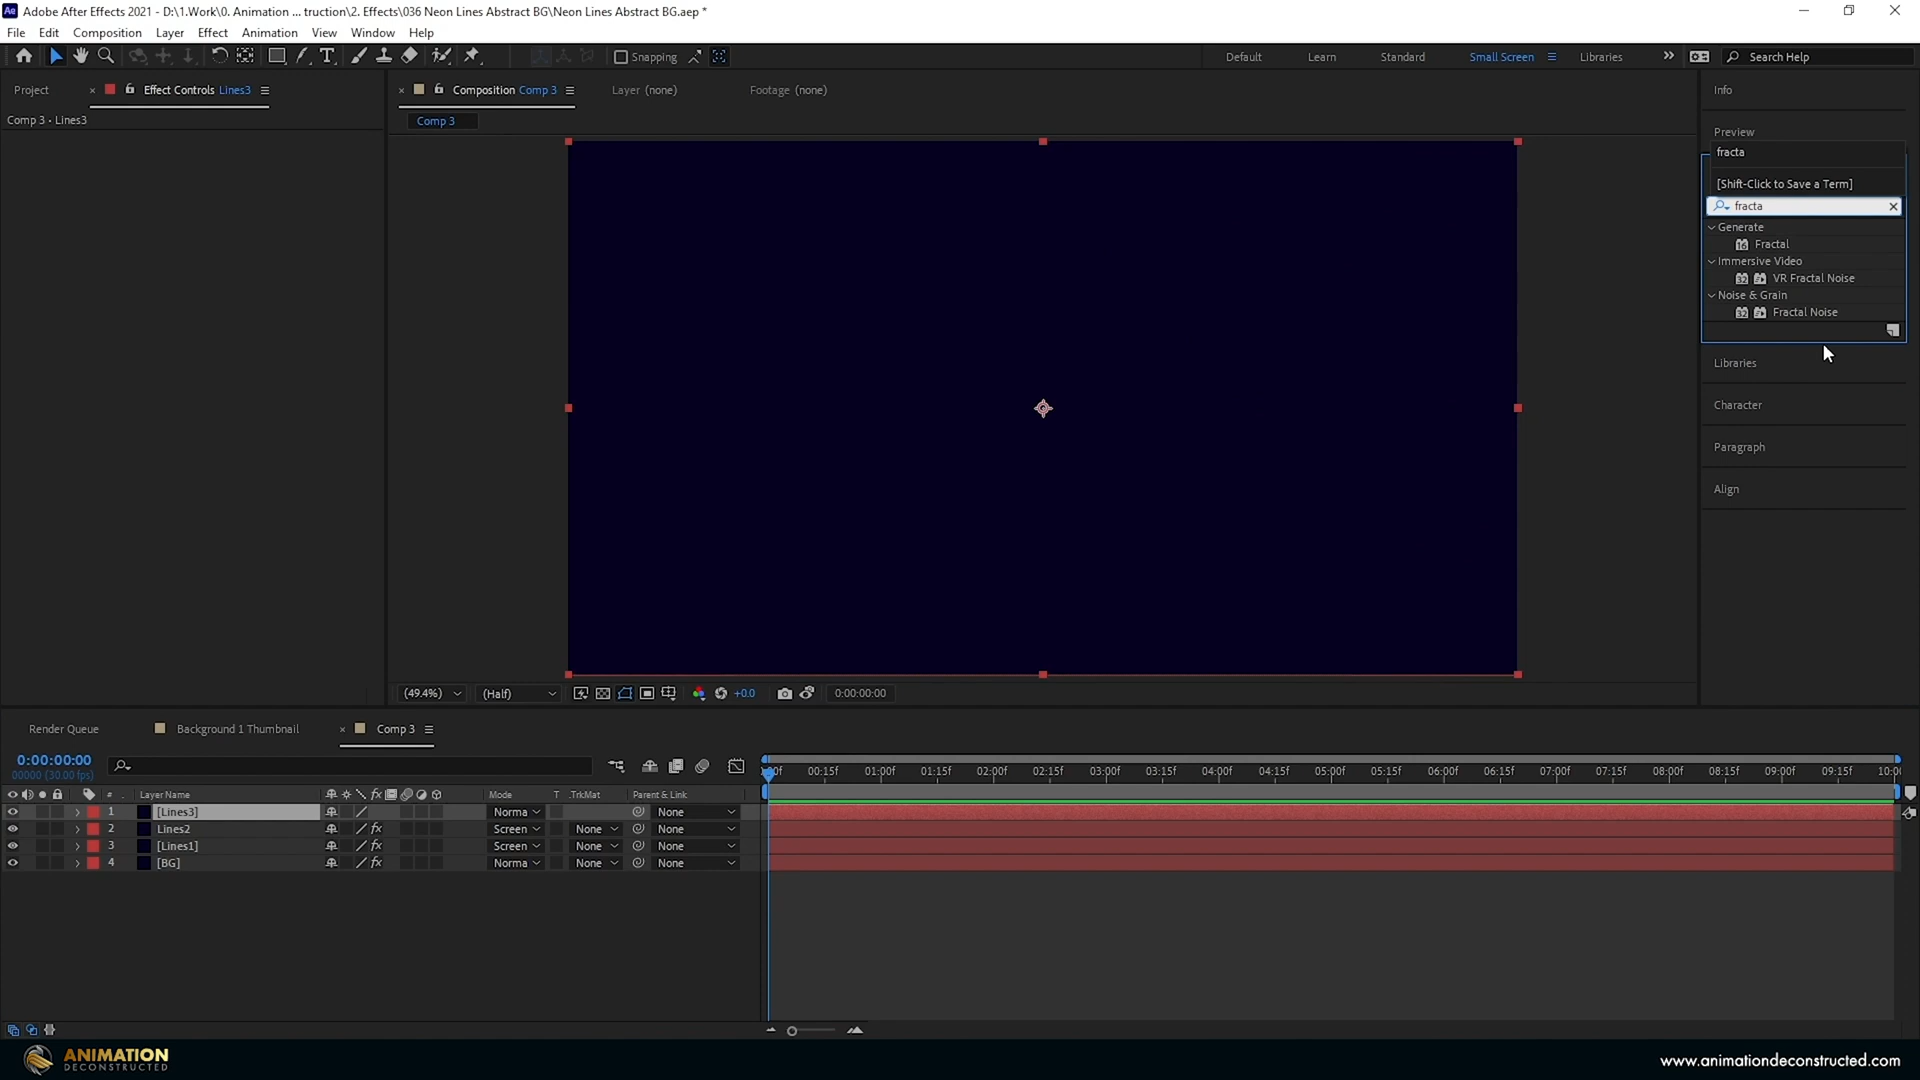 Adobe After Effects 2021 - D:\1.Work\0. Animation ... truction\2. Effects\036 Neon Lines Abstract BG\Neon Lines Abstract BG.aep *
File Edit Composition Layer Effect Animation View Window Help
Snapping Default Learn Standard Small Screen Libraries Search Help
Project Effect Controls Lines3 Composition Comp 3 Layer (none) Footage (none) Info
Comp 3 • Lines3 Comp 3
Preview
fracta
[Shift-Click to Save a Term]
fracta
Generate
16 Fractal
Immersive Video
32 VR Fractal Noise
Noise & Grain
32 Fractal Noise
Libraries
Character
Paragraph
Align
(49.4%) (Half) +0.0 0:00:00:00
Render Queue Background 1 Thumbnail Comp 3
0:00:00:00
00000 (30.00 fps)
00f 00:15f 01:00f 01:15f 02:00f 02:15f 03:00f 03:15f 04:00f 04:15f 05:00f 05:15f 06:00f 06:15f 07:00f 07:15f 08:00f 08:15f 09:00f 09:15f 10:00
# Layer Name fx Mode T .TrkMat Parent & Link
1 [Lines3] Norma None
2 Lines2 fx Screen None None
3 [Lines1] fx Screen None None
4 [BG] fx Norma None None
ANIMATION
DECONSTRUCTED
www.animationdeconstructed.com